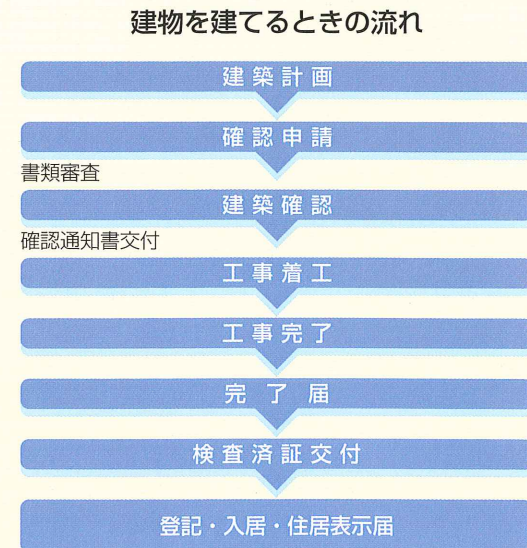 建物を建てるときの流れ
建築計画
確認申請
書類審査
建築確認
確認通知書交付
工事着工
工事完了
完了届
検査済証交付
登記・入居・住居表示届